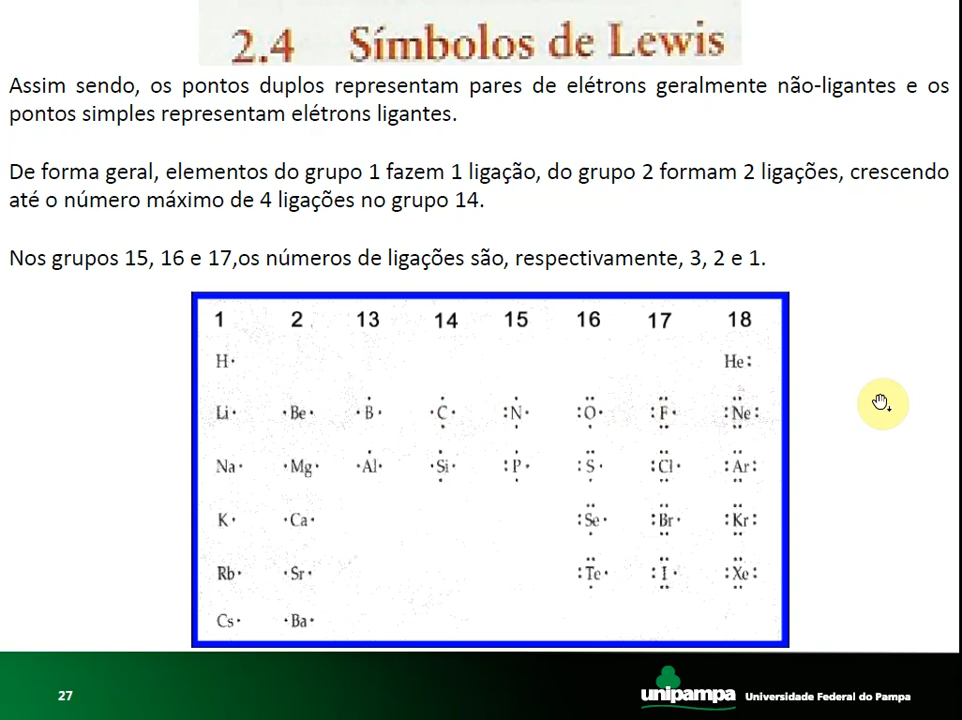 2.4 Símbolos de Lewis
Assim sendo, os pontos duplos representam pares de elétrons geralmente não-ligantes e os
pontos simples representam elétrons ligantes.
De forma geral, elementos do grupo 1 fazem 1 ligação, do grupo 2 formam 2 ligações, crescendo
até o número máximo de 4 ligações no grupo 14.
Nos grupos 15, 16 e 17,os números de ligações são, respectivamente, 3, 2 e 1.
1 2 13 14 15 16 17 18
H He
Li Be B C N O F Ne
Na Mg Al Si P S Cl Ar
K Ca Se Br Kr
Rb Sr Te I Xe
Cs Ba
27
unipampa Universidade Federal do Pampa